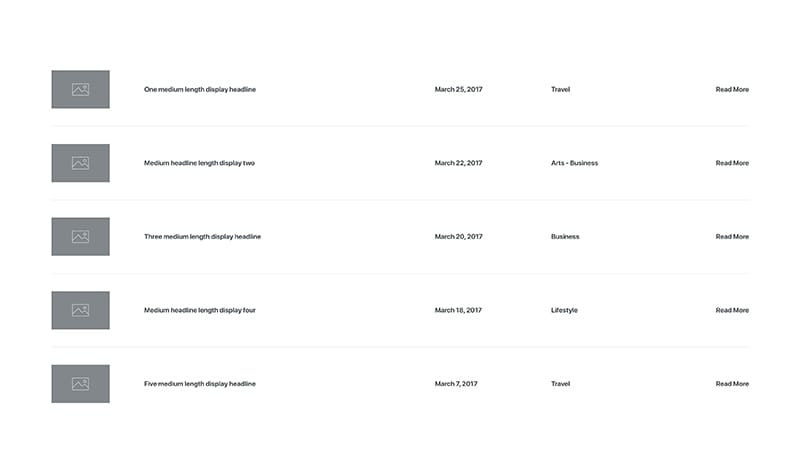 One medium length display headline March 25, 2017 Travel Read More
Medium headline length display two March 22, 2017 Arts - Business Read More
Three medium length display headline March 20, 2017 Business Read More
Medium headline length display four March 18, 2017 Lifestyle Read More
Five medium length display headline March 7, 2017 Travel Read More